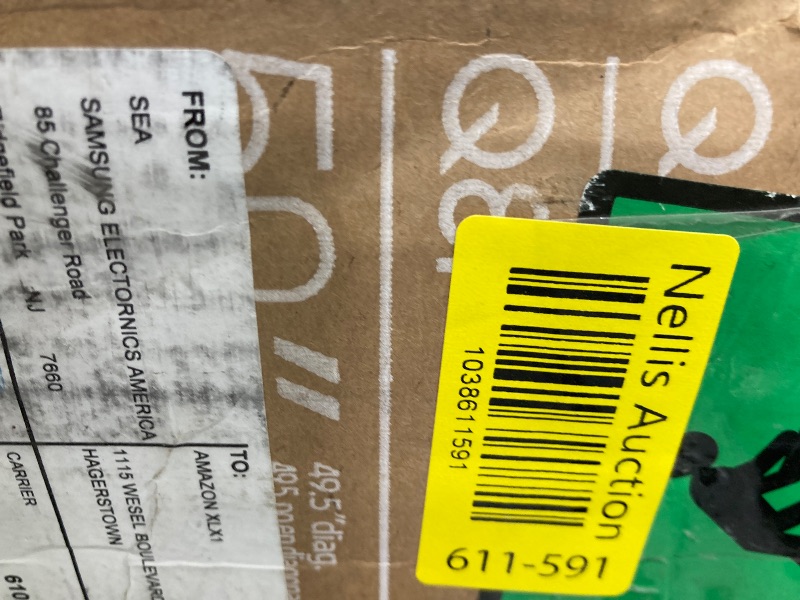 FROM:
SEA
SAMSUNG ELECTORNICS AMERICA
85 Challenger Road
Park NJ 7660
TO:
AMAZON XLX1
1115 WESEL BOULEVARD
HAGERSTOWN
CARRIER
610
50"
49.5" diag.
Q
Q8
Nellis Auction
1038611591
611-591